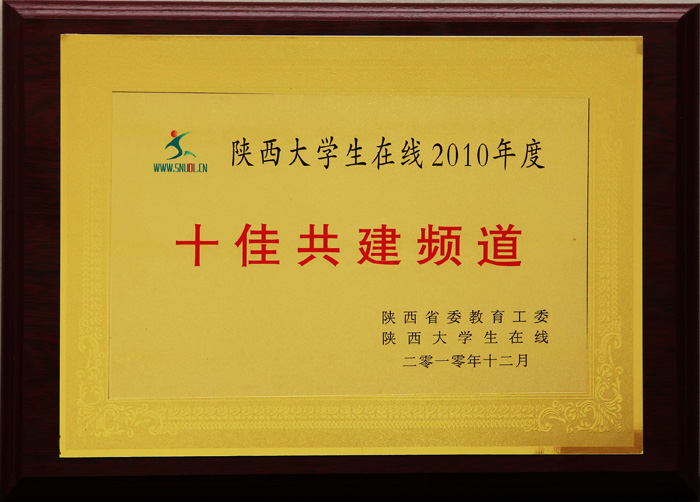 陕西大学生在线2010年度
WWW.SNUOL.CN
十佳共建频道
陕西省委教育工委
陕西大学生在线
二零一零年十二月